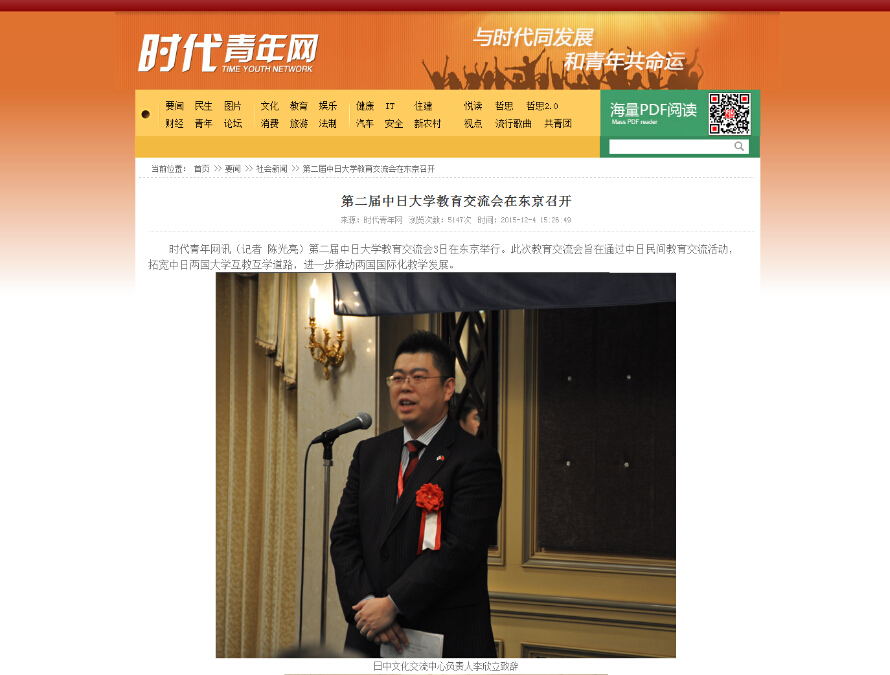 时代青年网
TIME YOUTH NETWORK
与时代同发展
和青年共命运
要闻 民生 图片 文化 教育 娱乐 健康 IT 住建 悦读 哲思 哲思2.0
财经 青年 论坛 消费 旅游 法制 汽车 安全 新农村 视点 流行歌曲 共青团
海量PDF阅读
Mass PDF reader
当前位置: 首页 >> 要闻 >> 社会新闻 >> 第二届中日大学教育交流会在东京召开
第二届中日大学教育交流会在东京召开
来源: 时代青年网 浏览次数: 5147次 时间: 2015-12-4 15:26:49
时代青年网讯（记者 陈光亮）第二届中日大学教育交流会3日在东京举行。此次教育交流会旨在通过中日民间教育交流活动，
拓宽中日两国大学互教互学道路，进一步推动两国国际化教学发展。
日中文化交流中心负责人李欣立致辞